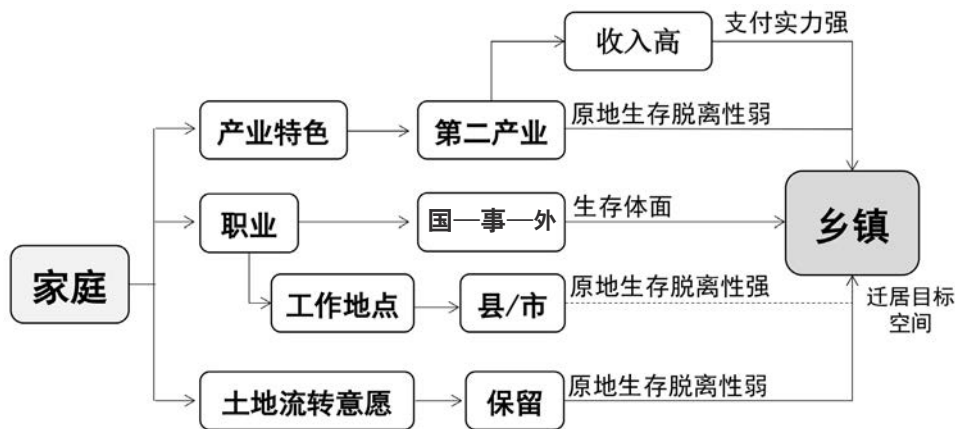 收入高
支付实力强
产业特色
第二产业
原地生存脱离性弱
职业
国一事一外
生存体面
乡镇
家庭
工作地点
县/市
原地生存脱离性强
迁居目标
空间
土地流转意愿
保留
原地生存脱离性弱